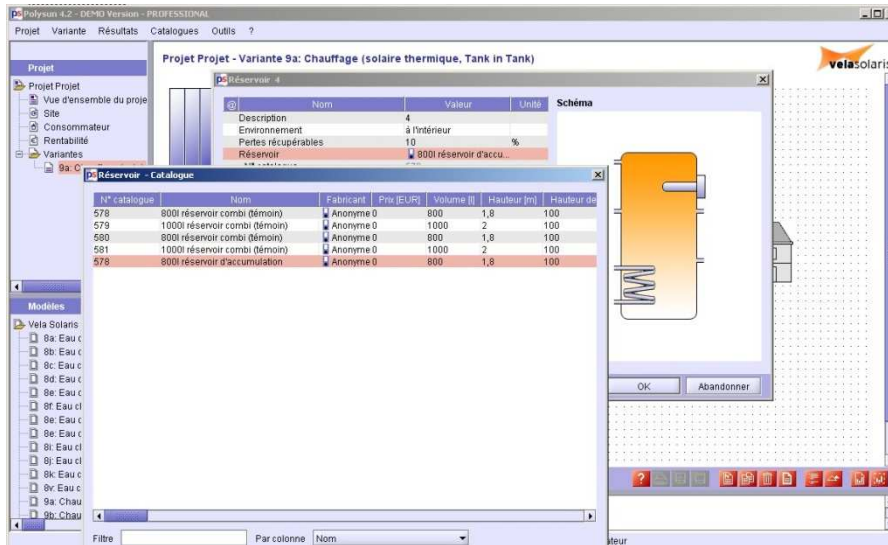 Polysun 4.2 - DEMO Version - PROFESSIONAL
Projet Variante Résultats Catalogues Outils ?
Projet
Projet Projet
Vue d'ensemble du proje
Site
Consommateur
Rentabilité
Variantes
9a: C
Projet Projet - Variante 9a: Chauffage (solaire thermique, Tank in Tank)
velasolaris
Réservoir 4
@ Nom Valeur Unité
Description 4
Environnement à l'intérieur
Pertes récupérables 10 %
Réservoir 800l réservoir d'accu...
Schéma
OK Abandonner
Réservoir - Catalogue
N° catalogue Nom Fabricant Prix [EUR] Volume [l] Hauteur [m] Hauteur de
578 800l réservoir combi (témoin) Anonyme 0 800 1,8 100
579 1000l réservoir combi (témoin) Anonyme 0 1000 2 100
580 800l réservoir combi (témoin) Anonyme 0 800 1,8 100
581 1000l réservoir combi (témoin) Anonyme 0 1000 2 100
578 800l réservoir d'accumulation Anonyme 0 800 1,8 100
Filtre Par colonne Nom
Modèles
Vela Solaris
8a: Eau c
8b: Eau c
8c: Eau c
8d: Eau c
8e: Eau c
8f: Eau cl
8e: Eau c
8e: Eau c
8i: Eau cl
8j: Eau cl
8k: Eau c
8v: Eau c
9a: Chau
9b: Chau
ateur